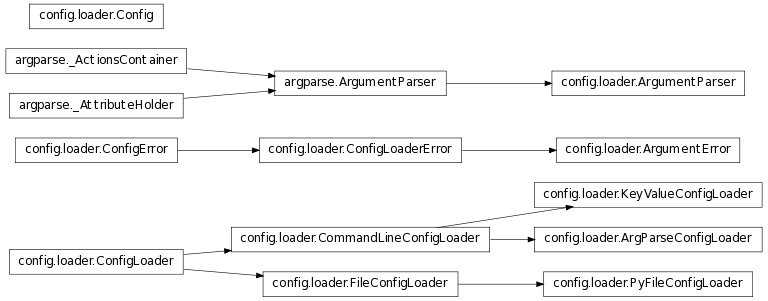 config.loader.Config
argparse._ActionsContainer
argparse._AttributeHolder
argparse.ArgumentParser
config.loader.ArgumentParser
config.loader.ConfigError
config.loader.ConfigLoaderError
config.loader.ArgumentError
config.loader.KeyValueConfigLoader
config.loader.CommandLineConfigLoader
config.loader.ArgParseConfigLoader
config.loader.ConfigLoader
config.loader.FileConfigLoader
config.loader.PyFileConfigLoader